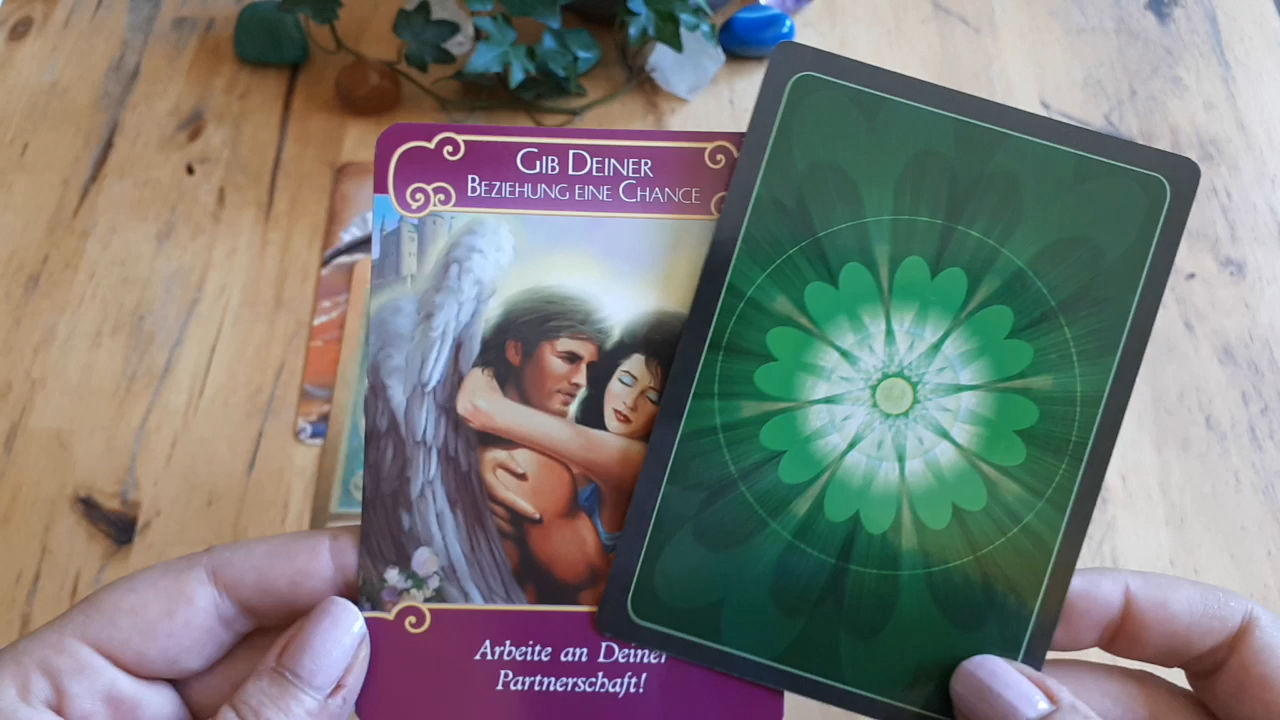 Gib Deiner
Beziehung eine Chance
Arbeite an Deiner
Partnerschaft!